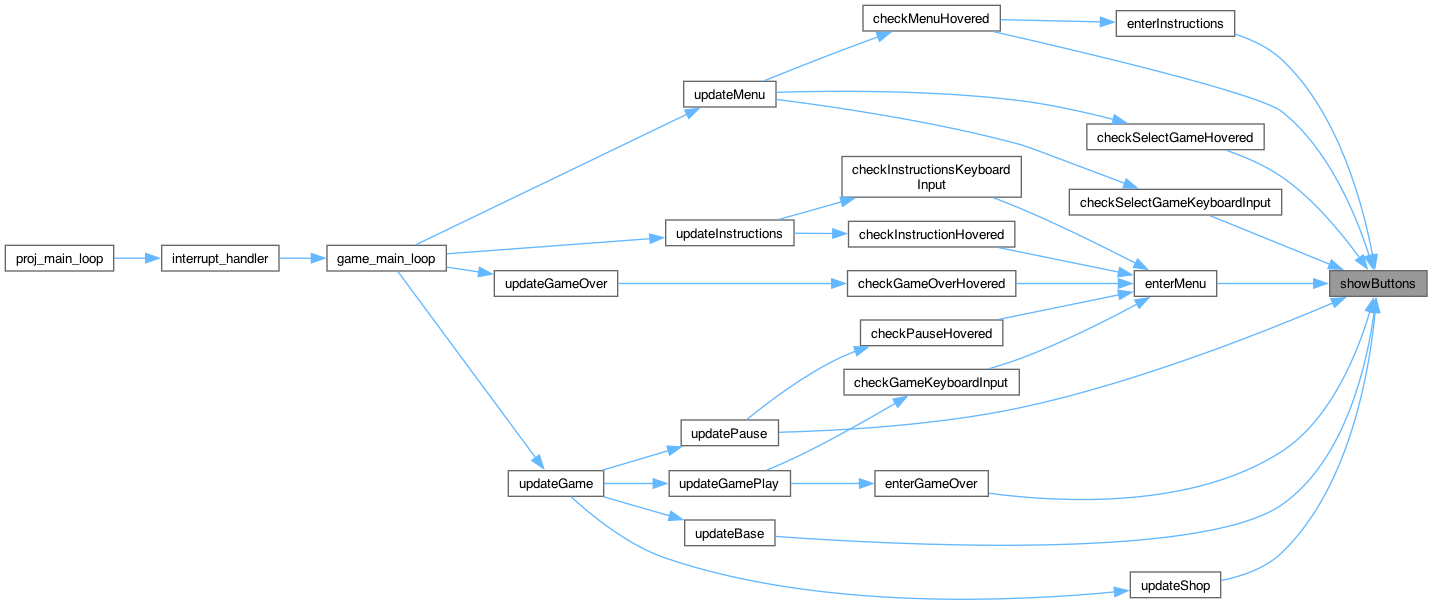 checkMenuHovered
enterInstructions
updateMenu
checkSelectGameHovered
checkInstructionsKeyboard
Input
checkSelectGameKeyboardInput
updateInstructions
checkInstructionHovered
proj_main_loop
interrupt_handler
game_main_loop
updateGameOver
checkGameOverHovered
enterMenu
showButtons
checkPauseHovered
checkGameKeyboardInput
updatePause
updateGame
updateGamePlay
enterGameOver
updateBase
updateShop